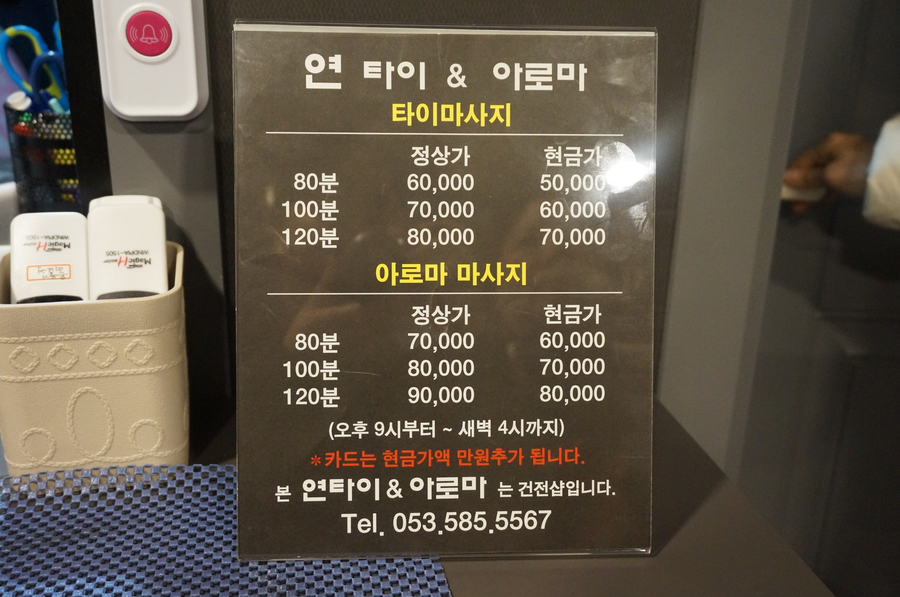 연 타이 & 아로마
타이마사지
정상가 현금가
80분 60,000 50,000
100분 70,000 60,000
120분 80,000 70,000
아로마 마사지
정상가 현금가
80분 70,000 60,000
100분 80,000 70,000
120분 90,000 80,000
(오후 9시부터 ~ 새벽 4시까지)
*카드는 현금가액 만원추가 됩니다.
본 연타이&아로마 는 건전샵입니다.
Tel. 053.585.5567